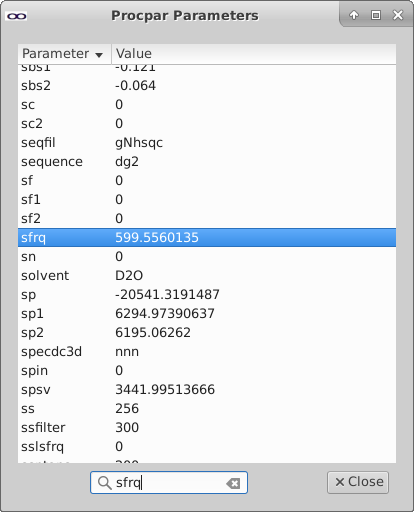 Procpar Parameters
Parameter Value
sbs1 -0.121
sbs2 -0.064
sc 0
sc2 0
seqfil gNhsqc
sequence dg2
sf 0
sf1 0
sf2 0
sfrq 599.5560135
sn 0
solvent D2O
sp -20541.3191487
sp1 6294.97390637
sp2 6195.06262
specdc3d nnn
spin 0
spsv 3441.99513666
ss 256
ssfilter 300
sslsfrq 0
sfrq
Close